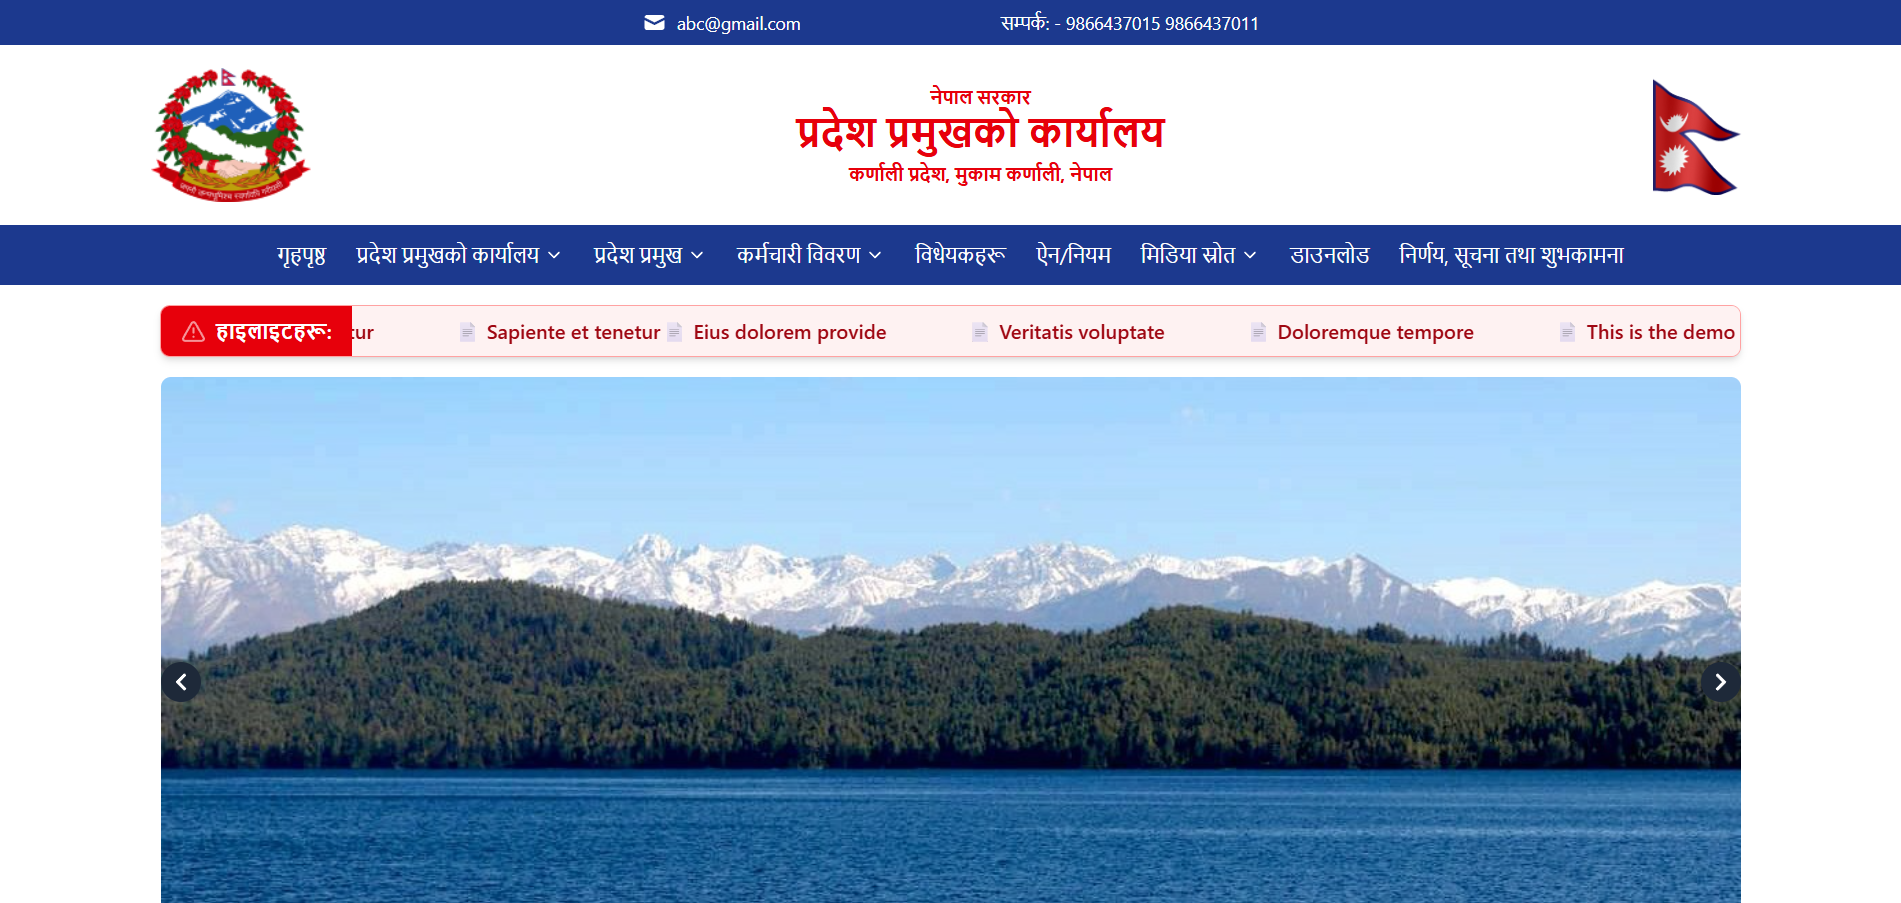 abc@gmail.com
सम्पर्क: - 9866437015 9866437011
नेपाल सरकार
प्रदेश प्रमुखको कार्यालय
कर्णाली प्रदेश, मुकाम कर्णाली, नेपाल
गृहपृष्ठ प्रदेश प्रमुखको कार्यालय प्रदेश प्रमुख कर्मचारी विवरण विधेयकहरू ऐन/नियम मिडिया स्रोत डाउनलोड निर्णय, सूचना तथा शुभकामना
हाइलाइटहरू: tur Sapiente et tenetur Eius dolorem provide Veritatis voluptate Doloremque tempore This is the demo